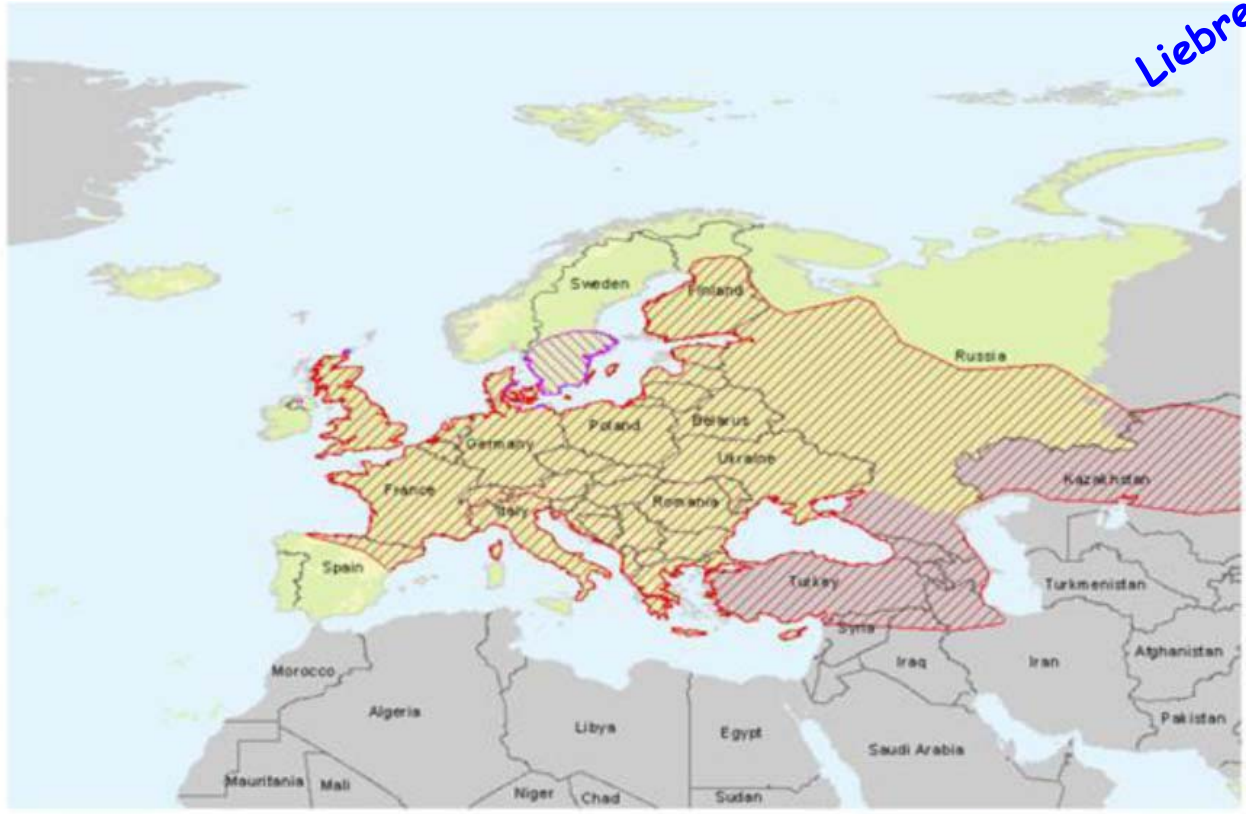 Liebre
Sweden
Finland
Russia
Germany
Poland
Belarus
Ukraine
France
Kazakhstan
Italy
Romania
Spain
Turkey
Turkmenistan
Syria
Morocco
Iraq
Iran
Afghanistan
Algeria
Libya
Egypt
Pakistan
Saudi Arabia
Mauritania
Mali
Niger
Chad
Sudan